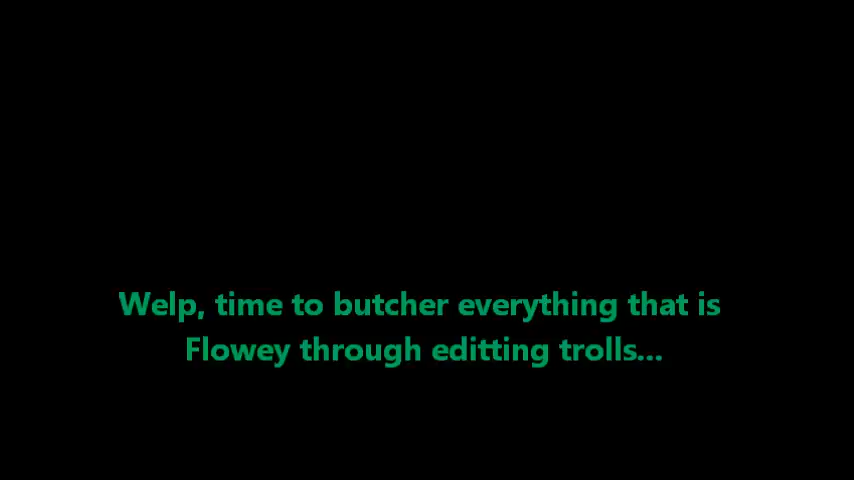 Welp, time to butcher everything that is
Flowey through editting trolls...